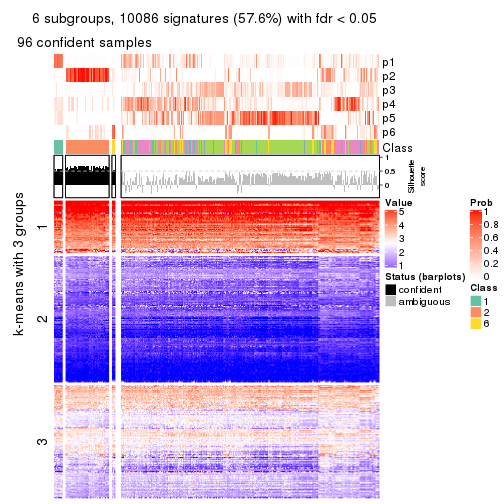 6 subgroups, 10086 signatures (57.6%) with fdr < 0.05
96 confident samples
p1
p2
p3
p4
p5
p6
Class
1
0.5
0
Silhouette
score
k-means with 3 groups
1
2
3
Value
5
4
3
2
1
Status (barplots)
confident
ambiguous
Prob
1
0.8
0.6
0.4
0.2
0
Class
1
2
6